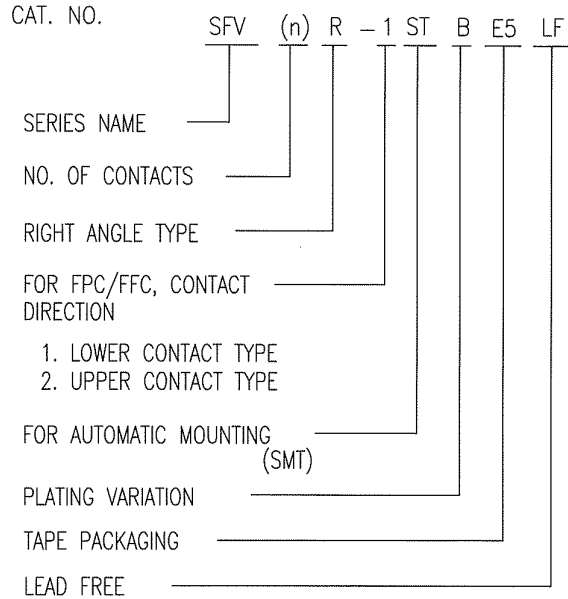 CAT. NO. SFV (n) R - 1 ST B E5 LF
SERIES NAME
NO. OF CONTACTS
RIGHT ANGLE TYPE
FOR FPC/FFC, CONTACT
DIRECTION
1. LOWER CONTACT TYPE
2. UPPER CONTACT TYPE
FOR AUTOMATIC MOUNTING
(SMT)
PLATING VARIATION
TAPE PACKAGING
LEAD FREE